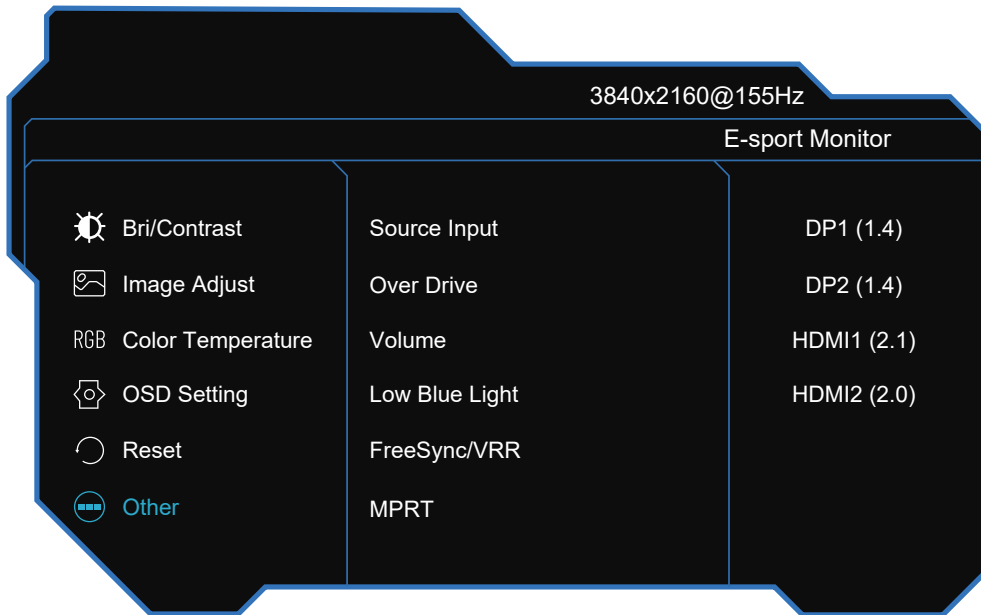 3840x2160@155Hz
E-sport Monitor
Bri/Contrast
Image Adjust
RGB Color Temperature
OSD Setting
Reset
Other
Source Input
Over Drive
Volume
Low Blue Light
FreeSync/VRR
MPRT
DP1 (1.4)
DP2 (1.4)
HDMI1 (2.1)
HDMI2 (2.0)